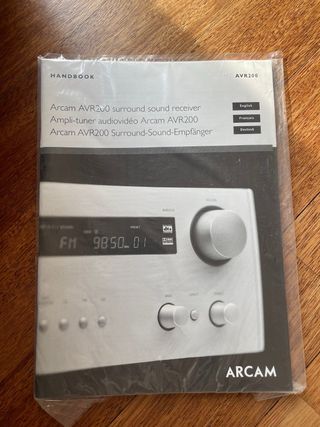 HANDBOOK
AVR200
Arcam AVR200 surround sound receiver
English
Ampli-tuner audiovidéo Arcam AVR200
Français
Arcam AVR200 Surround-Sound-Empfänger
Deutsch
FM 98.50 01
dts
ARCAM